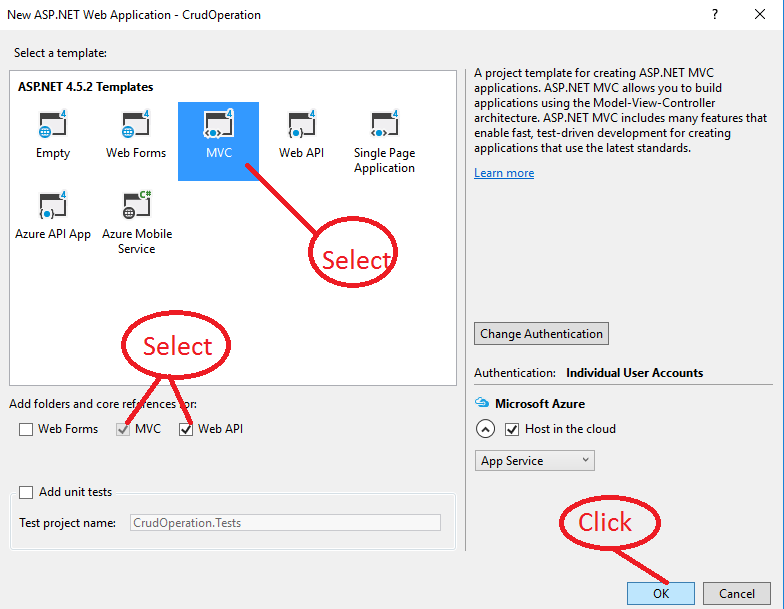 New ASP.NET Web Application - CrudOperation
Select a template:
ASP.NET 4.5.2 Templates
Empty
Web Forms
MVC
Web API
Single Page
Application
Azure API App
Azure Mobile
Service
Select
Select
Add folders and core references for:
Web Forms
MVC
Web API
Add unit tests
Test project name:
CrudOperation.Tests
A project template for creating ASP.NET MVC
applications. ASP.NET MVC allows you to build
applications using the Model-View-Controller
architecture. ASP.NET MVC includes many features that
enable fast, test-driven development for creating
applications that use the latest standards.
Learn more
Change Authentication
Authentication: Individual User Accounts
Microsoft Azure
Host in the cloud
App Service
Click
OK
Cancel